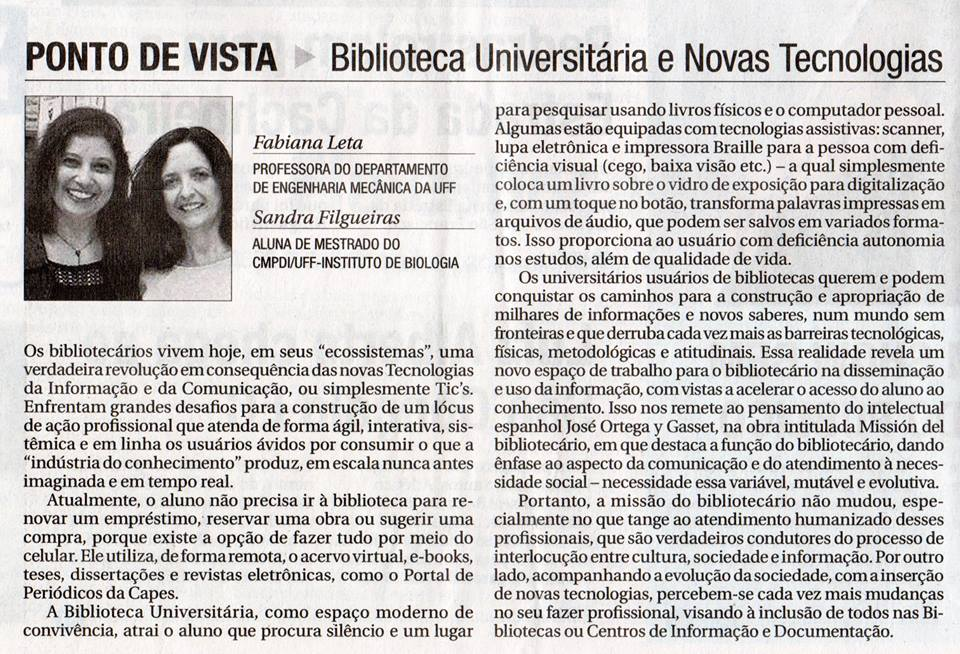 PONTO DE VISTA ► Biblioteca Universitária e Novas Tecnologias
Fabiana Leta
PROFESSORA DO DEPARTAMENTO
DE ENGENHARIA MECÂNICA DA UFF
Sandra Filgueiras
ALUNA DE MESTRADO DO
CMPDI/UFF-INSTITUTO DE BIOLOGIA
Os bibliotecários vivem hoje, em seus “ecossistemas”, uma
verdadeira revolução em consequência das novas Tecnologias
da Informação e da Comunicação, ou simplesmente Tic's.
Enfrentam grandes desafios para a construção de um lócus
de ação profissional que atenda de forma ágil, interativa, sis-
têmica e em linha os usuários ávidos por consumir o que a
“indústria do conhecimento” produz, em escala nunca antes
imaginada e em tempo real.
Atualmente, o aluno não precisa ir à biblioteca para re-
novar um empréstimo, reservar uma obra ou sugerir uma
compra, porque existe a opção de fazer tudo por meio do
celular. Ele utiliza, de forma remota, o acervo virtual, e-books,
teses, dissertações e revistas eletrônicas, como o Portal de
Periódicos da Capes.
A Biblioteca Universitária, como espaço moderno de
convivência, atrai o aluno que procura silêncio e um lugar
para pesquisar usando livros físicos e o computador pessoal.
Algumas estão equipadas com tecnologias assistivas: scanner,
lupa eletrônica e impressora Braille para a pessoa com defi-
ciência visual (cego, baixa visão etc.) – a qual simplesmente
coloca um livro sobre o vidro de exposição para digitalização
e, com um toque no botão, transforma palavras impressas em
arquivos de áudio, que podem ser salvos em variados forma-
tos. Isso proporciona ao usuário com deficiência autonomia
nos estudos, além de qualidade de vida.
Os universitários usuários de bibliotecas querem e podem
conquistar os caminhos para a construção e apropriação de
milhares de informações e novos saberes, num mundo sem
fronteiras e que derruba cada vez mais as barreiras tecnológicas,
físicas, metodológicas e atitudinais. Essa realidade revela um
novo espaço de trabalho para o bibliotecário na disseminação
e uso da informação, com vistas a acelerar o acesso do aluno ao
conhecimento. Isso nos remete ao pensamento do intelectual
espanhol José Ortega y Gasset, na obra intitulada Missión del
bibliotecário, em que destaca a função do bibliotecário, dando
ênfase ao aspecto da comunicação e do atendimento à neces-
sidade social – necessidade essa variável, mutável e evolutiva.
Portanto, a missão do bibliotecário não mudou, espe-
cialmente no que tange ao atendimento humanizado desses
profissionais, que são verdadeiros condutores do processo de
interlocução entre cultura, sociedade e informação. Por outro
lado, acompanhando a evolução da sociedade, com a inserção
de novas tecnologias, percebem-se cada vez mais mudanças
no seu fazer profissional, visando à inclusão de todos nas Bi-
bliotecas ou Centros de Informação e Documentação.